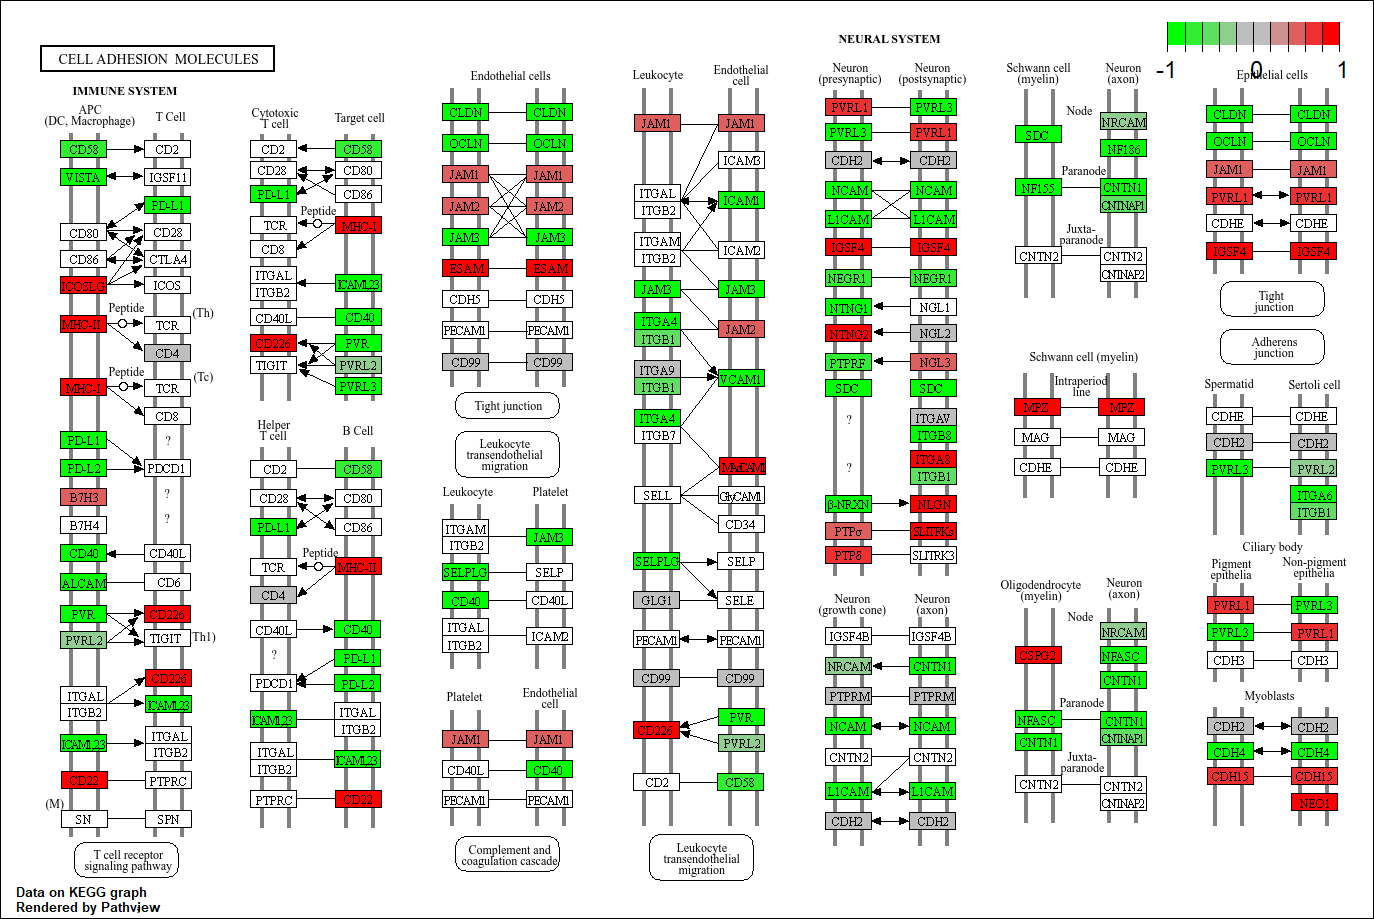 CELL ADHESION MOLECULES
NEURAL SYSTEM
-1 0 1
IMMUNE SYSTEM
APC
(DC, Macrophage)
T Cell
CD58
CD2
VISTA
IGSF11
PD-L1
CD80
CD28
CD86
CTLA4
ICOSLG
ICOS
Peptide
(Th)
MHC-II
TCR
CD4
Peptide
(Tc)
MHC-I
TCR
CD8
PD-L1
?
PD-L2
PDCD1
B7H3
?
B7H4
?
CD40
CD40L
ALCAM
CD6
PVR
CD226
PVRL2
TIGIT
Th1)
CD226
ITGAL
ITGB2
ICAM1,2,3
ICAM1,2,3
ITGAL
ITGB2
CD22
PTPRC
(M)
SN
SPN
T cell receptor
signaling pathway
Cytotoxic
T cell
Target cell
CD2
CD58
CD28
CD80
PD-L1
CD86
Peptide
TCR
MHC-I
CD8
ITGAL
ITGB2
ICAM1,2,3
CD40L
CD40
CD226
PVR
TIGIT
PVRL2
PVRL3
Helper
T cell
B Cell
CD2
CD58
CD28
CD80
PD-L1
CD86
Peptide
TCR
MHC-II
CD4
CD40L
CD40
?
PD-L1
PDCD1
PD-L2
ICAM1,2,3
ITGAL
ITGB2
ITGAL
ITGB2
ICAM1,2,3
PTPRC
CD22
Endothelial cells
CLDN
CLDN
OCLN
OCLN
JAM1
JAM1
JAM2
JAM2
JAM3
JAM3
ESAM
ESAM
CDH5
CDH5
PECAM1
PECAM1
CD99
CD99
Tight junction
Leukocyte
transendothelial
migration
Leukocyte
Platelet
ITGAM
ITGB2
JAM3
SELPLG
SELP
CD40
CD40L
ITGAL
ITGB2
ICAM2
Platelet
Endothelial
cell
JAM1
JAM1
CD40L
CD40
PECAM1
PECAM1
Complement and
coagulation cascade
Leukocyte
Endothelial
cell
JAM1
JAM1
ICAM3
ITGAL
ITGB2
ICAM1
ITGAM
ITGB2
ICAM2
JAM3
JAM3
ITGA4
ITGB1
JAM2
ITGA9
ITGB1
VCAM1
ITGA4
ITGB7
MAdCAM1
SELL
GlyCAM1
CD34
SELPLG
SELP
GLG1
SELE
PECAM1
PECAM1
CD99
CD99
CD226
PVR
PVRL2
CD2
CD58
Leukocyte
transendothelial
migration
Neuron
(presynaptic)
Neuron
(postsynaptic)
PVRL1
PVRL3
PVRL3
PVRL1
CDH2
CDH2
NCAM
NCAM
L1CAM
L1CAM
IGSF4
IGSF4
NEGR1
NEGR1
NTNG1
NGL1
NTNG2
NGL2
PTPRF
NGL3
SDC
SDC
?
ITGAV
ITGB8
?
ITGA8
ITGB1
β-NRXN
NLGN
PTPσ
SLITRKs
PTPδ
SLITRK3
Neuron
(growth cone)
Neuron
(axon)
IGSF4B
IGSF4B
NRCAM
CNTN1
PTPRM
PTPRM
NCAM
NCAM
CNTN2
CNTN2
L1CAM
L1CAM
CDH2
CDH2
Schwann cell
(myelin)
Neuron
(axon)
Node
NRCAM
SDC
NF186
Paranode
NF155
CNTN1
CNTNAP1
Juxta-
paranode
CNTN2
CNTN2
CNTNAP2
Schwann cell (myelin)
Intraperiod
line
MPZ
MPZ
MAG
MAG
CDHE
CDHE
Oligodendrocyte
(myelin)
Neuron
(axon)
Node
NRCAM
CSPG2
NFASC
CNTN1
Paranode
NFASC
CNTN1
CNTNAP1
CNTN1
Juxta-
paranode
CNTN2
CNTN2
CNTNAP2
Epithelial cells
CLDN
CLDN
OCLN
OCLN
JAM1
JAM1
PVRL1
PVRL1
CDHE
CDHE
IGSF4
IGSF4
Tight
junction
Adherens
junction
Spermatid
Sertoli cell
CDHE
CDHE
CDH2
CDH2
PVRL3
PVRL2
ITGA6
ITGB1
Ciliary body
Pigment
epithelia
Non-pigment
epithelia
PVRL1
PVRL3
PVRL3
PVRL1
CDH3
CDH3
Myoblasts
CDH2
CDH2
CDH4
CDH4
CDH15
CDH15
NEO1
Data on KEGG graph
Rendered by Pathview